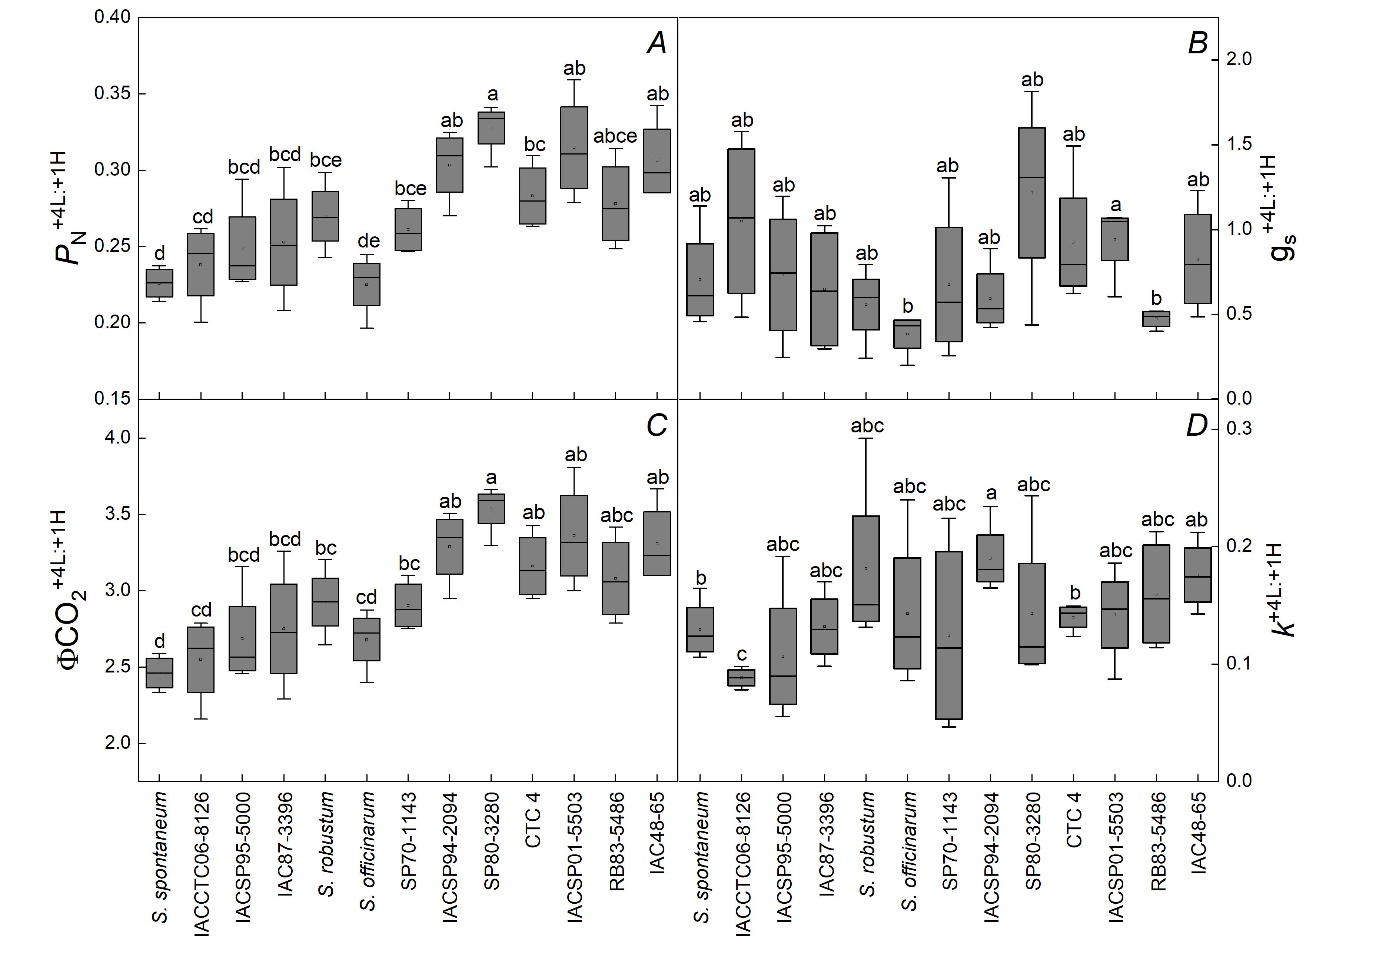 A
B
0.40
0.35
0.30
0.25
0.20
0.15
P_N^+4L:+1H
d
cd
bcd
bcd
bce
de
bce
ab
a
bc
ab
abce
ab
ab
ab
ab
ab
ab
b
ab
ab
ab
ab
a
b
ab
2.0
1.5
1.0
0.5
0.0
g_s^+4L:+1H
C
D
4.0
3.5
3.0
2.5
2.0
ΦCO2^+4L:+1H
d
cd
bcd
bcd
bc
cd
bc
ab
a
ab
ab
abc
ab
b
c
abc
abc
abc
abc
abc
a
abc
b
abc
abc
ab
0.3
0.2
0.1
0.0
k^+4L:+1H
S. spontaneum
IACCTC06-8126
IACSP95-5000
IAC87-3396
S. robustum
S. officinarum
SP70-1143
IACSP94-2094
SP80-3280
CTC 4
IACSP01-5503
RB83-5486
IAC48-65
S. spontaneum
IACCTC06-8126
IACSP95-5000
IAC87-3396
S. robustum
S. officinarum
SP70-1143
IACSP94-2094
SP80-3280
CTC 4
IACSP01-5503
RB83-5486
IAC48-65